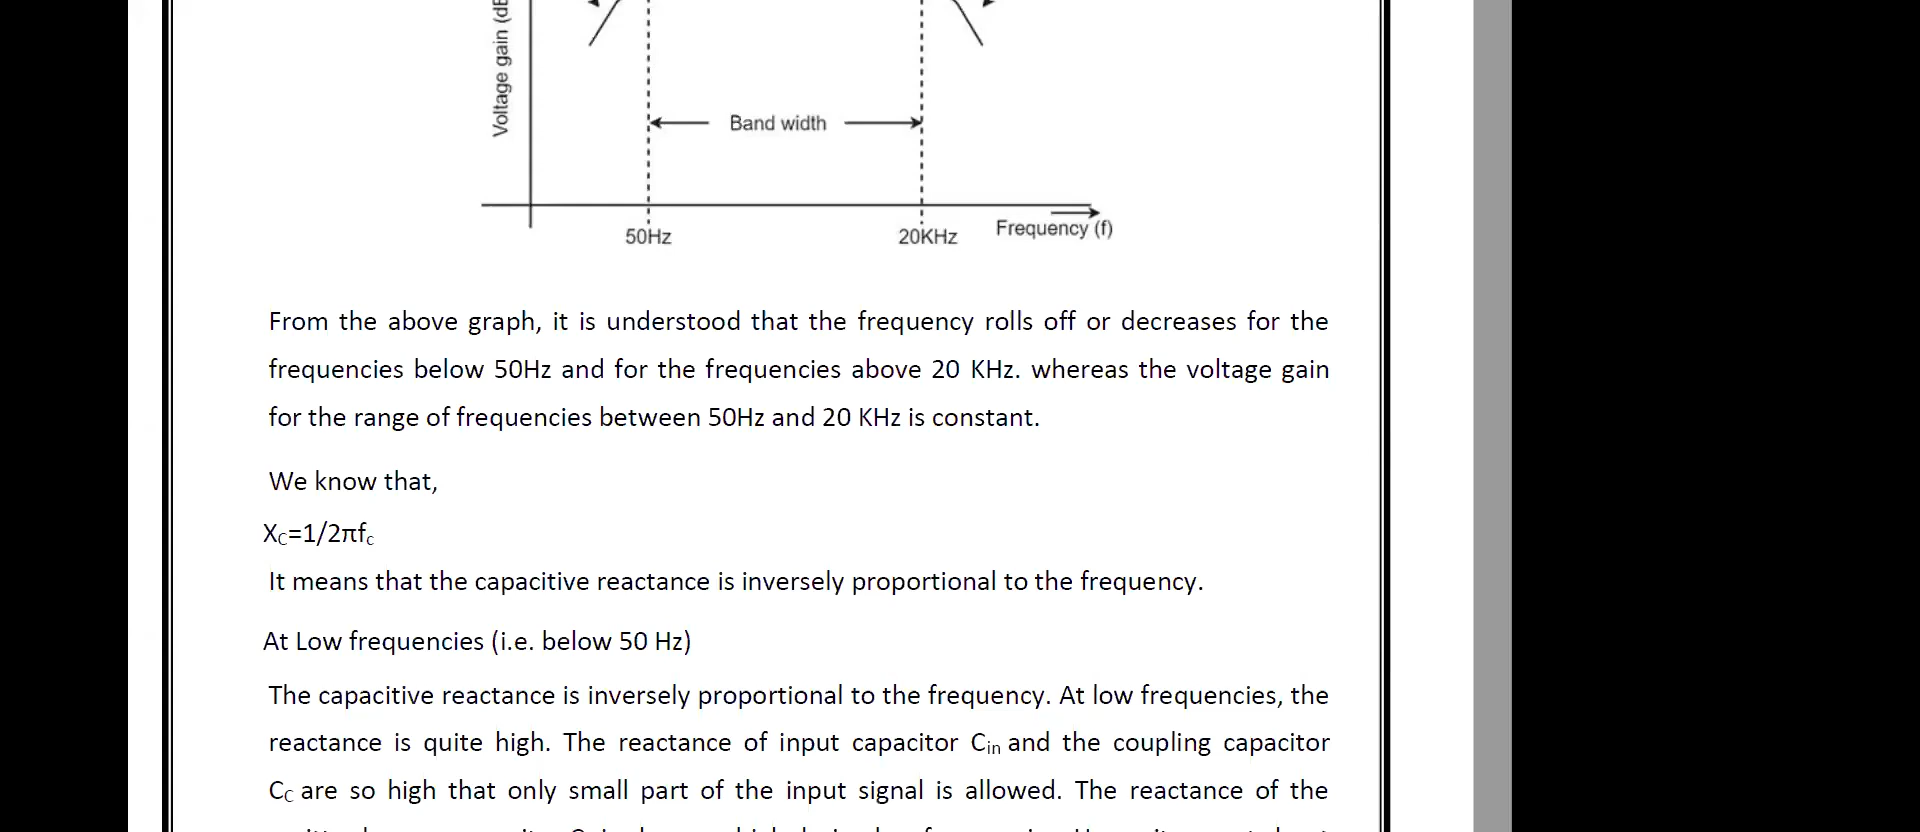 Voltage gain (dB
Band width
50Hz
20KHz
Frequency (f)
From the above graph, it is understood that the frequency rolls off or decreases for the
frequencies below 50Hz and for the frequencies above 20 KHz. whereas the voltage gain
for the range of frequencies between 50Hz and 20 KHz is constant.
We know that,
XC=1/2πfc
It means that the capacitive reactance is inversely proportional to the frequency.
At Low frequencies (i.e. below 50 Hz)
The capacitive reactance is inversely proportional to the frequency. At low frequencies, the
reactance is quite high. The reactance of input capacitor Cin and the coupling capacitor
CC are so high that only small part of the input signal is allowed. The reactance of the